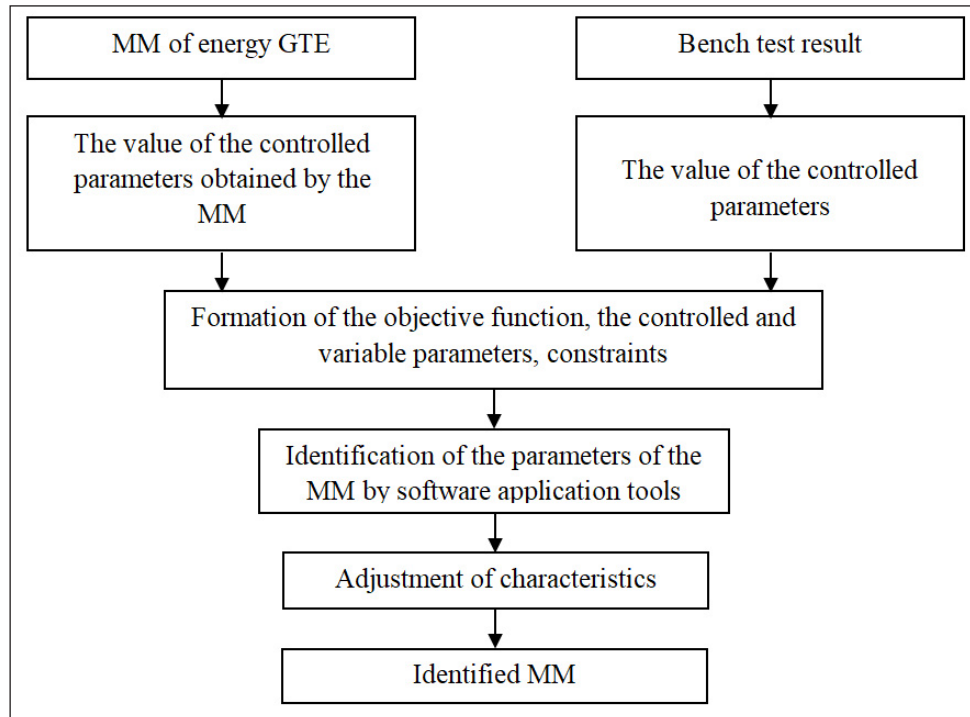 MM of energy GTE
Bench test result
The value of the controlled
parameters obtained by the
MM
The value of the controlled
parameters
Formation of the objective function, the controlled and
variable parameters, constraints
Identification of the parameters of the
MM by software application tools
Adjustment of characteristics
Identified MM